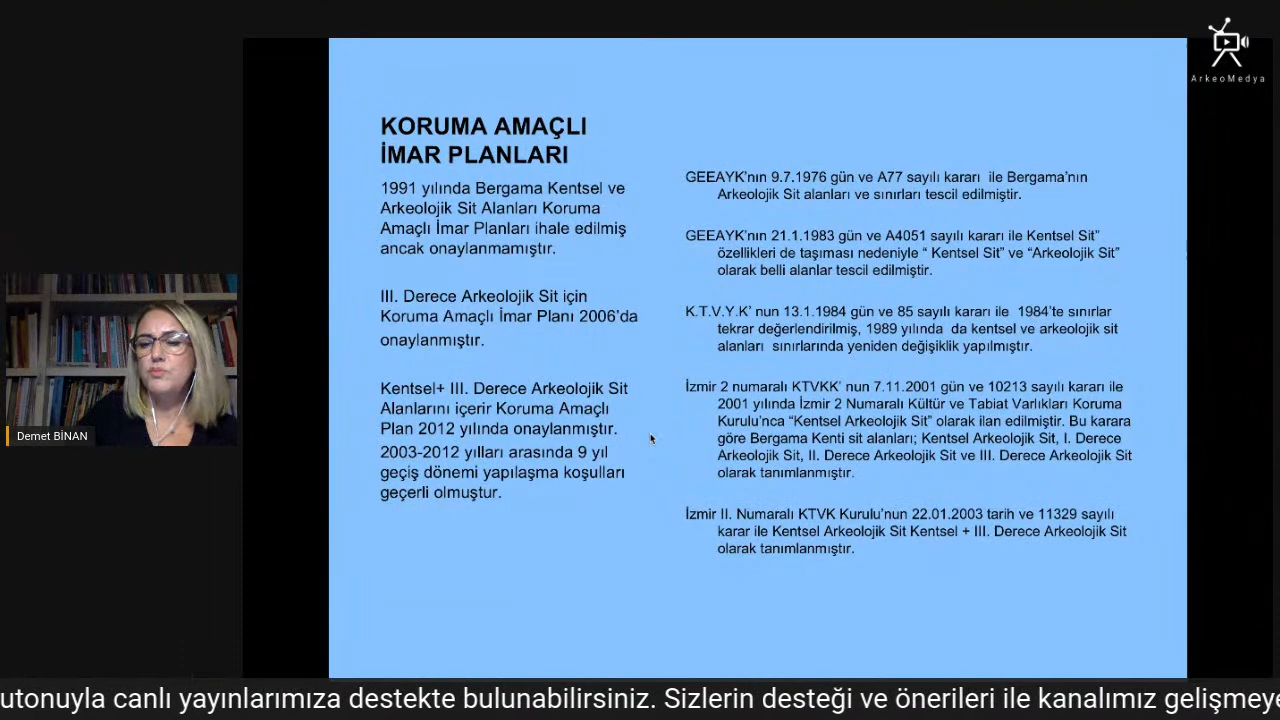 ArkeoMedya
KORUMA AMAÇLI
İMAR PLANLARI
1991 yılında Bergama Kentsel ve
Arkeolojik Sit Alanları Koruma
Amaçlı İmar Planları ihale edilmiş
ancak onaylanmamıştır.
III. Derece Arkeolojik Sit için
Koruma Amaçlı İmar Planı 2006'da
onaylanmıştır.
Kentsel+ III. Derece Arkeolojik Sit
Alanlarını içerir Koruma Amaçlı
Plan 2012 yılında onaylanmıştır.
2003-2012 yılları arasında 9 yıl
geçiş dönemi yapılaşma koşulları
geçerli olmuştur.
GEEAYK'nın 9.7.1976 gün ve A77 sayılı kararı ile Bergama'nın
Arkeolojik Sit alanları ve sınırları tescil edilmiştir.
GEEAYK'nın 21.1.1983 gün ve A4051 sayılı kararı ile Kentsel Sit"
özellikleri de taşıması nedeniyle " Kentsel Sit" ve "Arkeolojik Sit"
olarak belli alanlar tescil edilmiştir.
K.T.V.Y.K' nun 13.1.1984 gün ve 85 sayılı kararı ile 1984'te sınırlar
tekrar değerlendirilmiş, 1989 yılında da kentsel ve arkeolojik sit
alanları sınırlarında yeniden değişiklik yapılmıştır.
İzmir 2 numaralı KTVKK' nun 7.11.2001 gün ve 10213 sayılı kararı ile
2001 yılında İzmir 2 Numaralı Kültür ve Tabiat Varlıkları Koruma
Kurulu'nca "Kentsel Arkeolojik Sit" olarak ilan edilmiştir. Bu karara
göre Bergama Kenti sit alanları; Kentsel Arkeolojik Sit, I. Derece
Arkeolojik Sit, II. Derece Arkeolojik Sit ve III. Derece Arkeolojik Sit
olarak tanımlanmıştır.
İzmir II. Numaralı KTVK Kurulu'nun 22.01.2003 tarih ve 11329 sayılı
karar ile Kentsel Arkeolojik Sit Kentsel + III. Derece Arkeolojik Sit
olarak tanımlanmıştır.
Demet BİNAN
utonuyla canlı yayınlarımıza destekte bulunabilirsiniz. Sizlerin desteği ve önerileri ile kanalımız gelişmeye